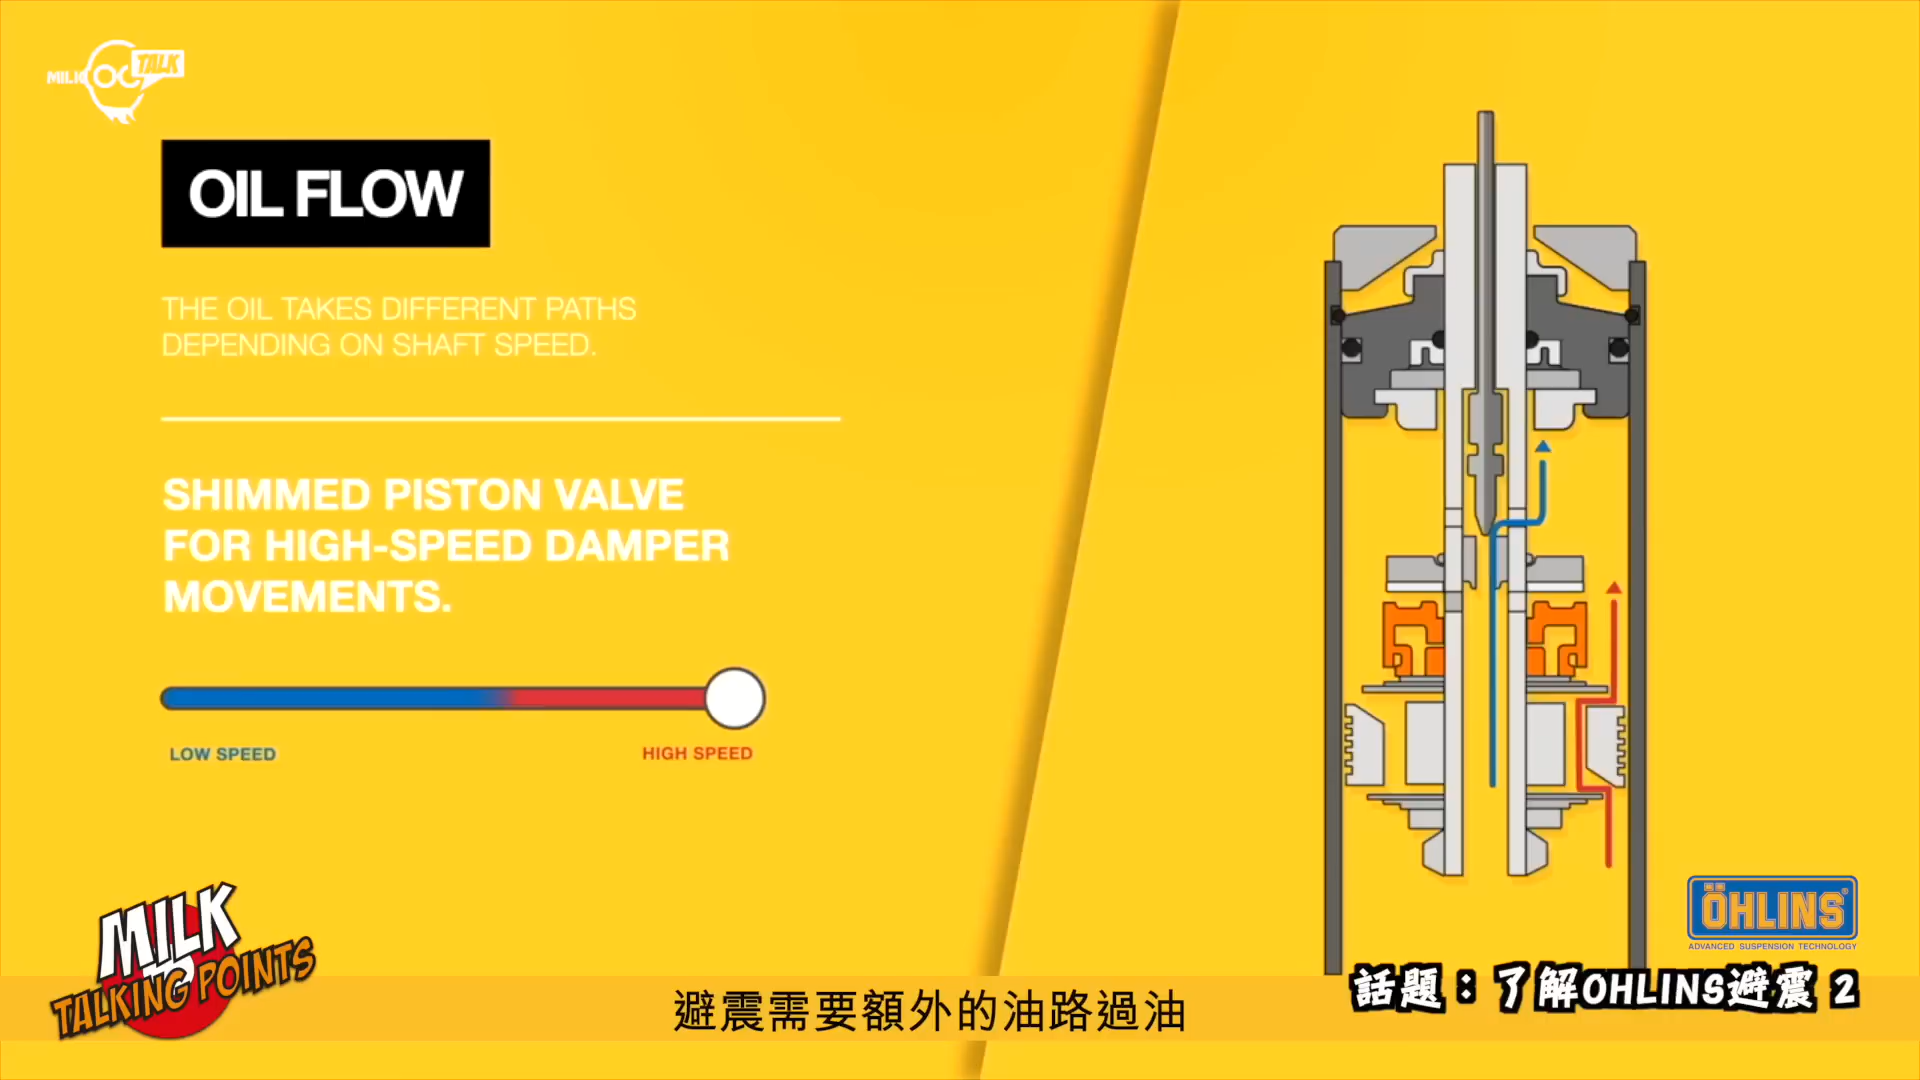 MILK TALK
OIL FLOW
THE OIL TAKES DIFFERENT PATHS
DEPENDING ON SHAFT SPEED.
SHIMMED PISTON VALVE
FOR HIGH-SPEED DAMPER
MOVEMENTS.
LOW SPEED
HIGH SPEED
MILK
TALKING POINTS
ÖHLINS®
ADVANCED SUSPENSION TECHNOLOGY
話題：了解OHLINS避震 2
避震需要額外的油路過油